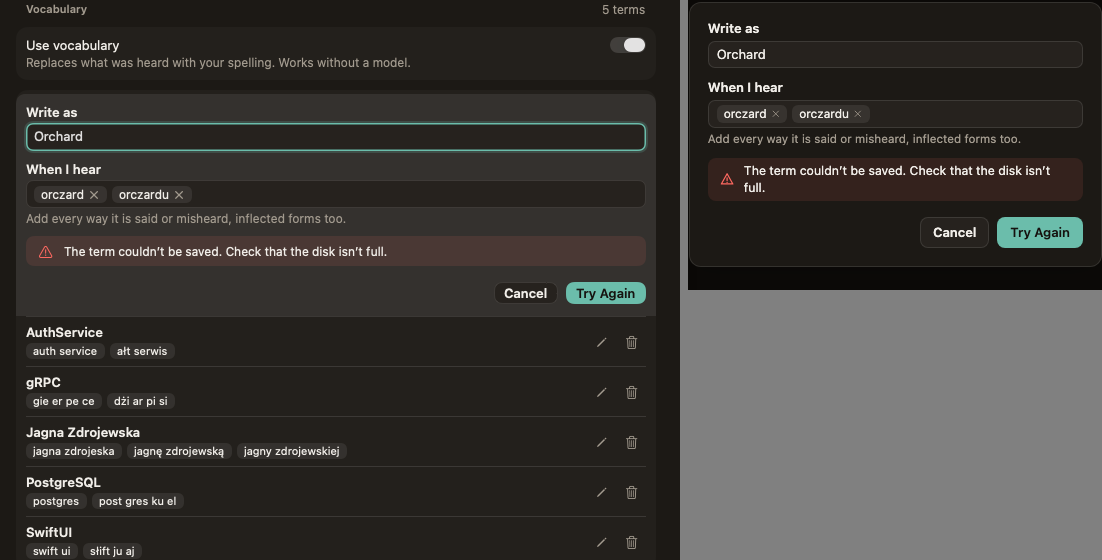 Vocabulary
5 terms
Use vocabulary
Replaces what was heard with your spelling. Works without a model.
Write as
Orchard
When I hear
orczard
orczardu
Add every way it is said or misheard, inflected forms too.
The term couldn’t be saved. Check that the disk isn’t full.
Cancel
Try Again
AuthService
auth service
ałt serwis
gRPC
gie er pe ce
dżi ar pi si
Jagna Zdrojewska
jagna zdrojeska
jagnę zdrojewską
jagny zdrojewskiej
PostgreSQL
postgres
post gres ku el
SwiftUI
swift ui
słift ju aj
Write as
Orchard
When I hear
orczard
orczardu
Add every way it is said or misheard, inflected forms too.
The term couldn’t be saved. Check that the disk isn’t
full.
Cancel
Try Again